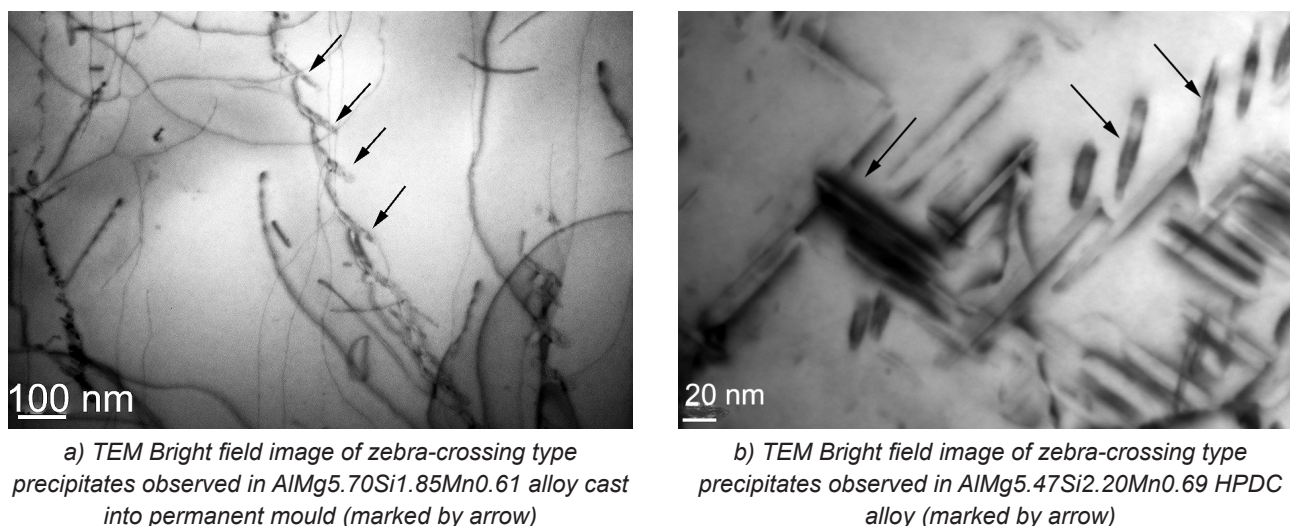 100 nm
20 nm
a) TEM Bright field image of zebra-crossing type
precipitates observed in AlMg5.70Si1.85Mn0.61 alloy cast
into permanent mould (marked by arrow)
b) TEM Bright field image of zebra-crossing type
precipitates observed in AlMg5.47Si2.20Mn0.69 HPDC
alloy (marked by arrow)